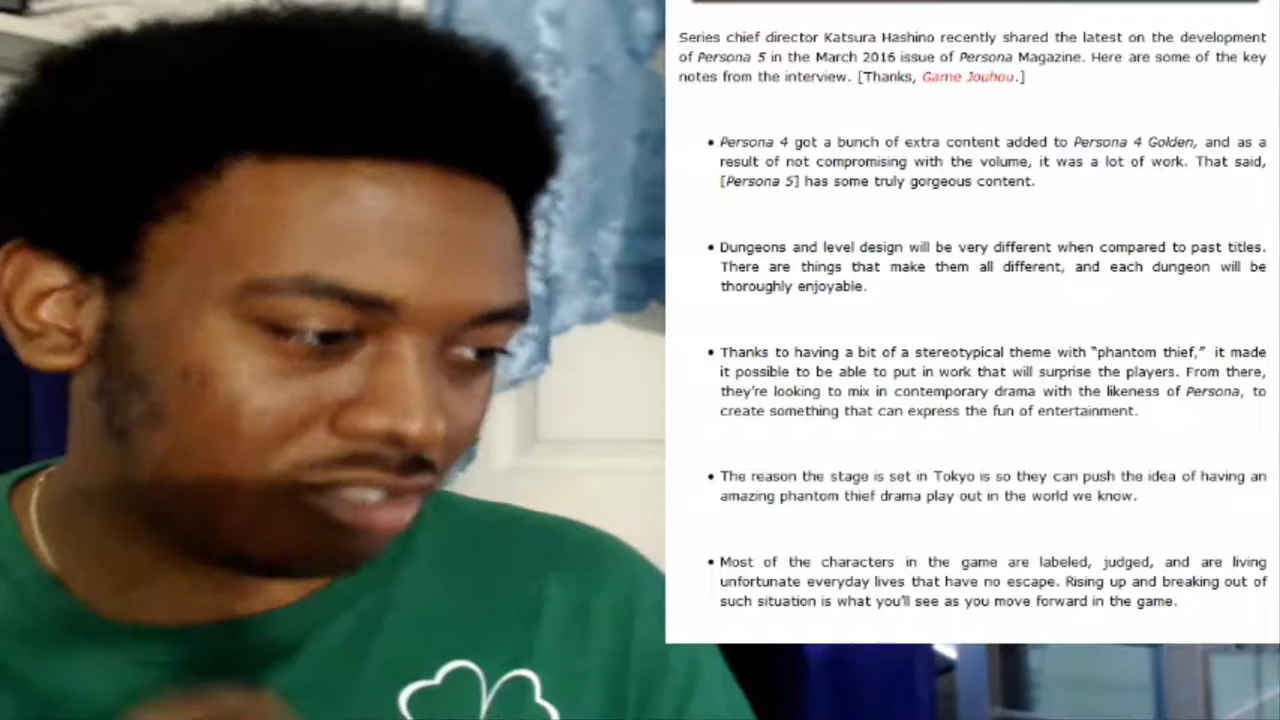 Series chief director Katsura Hashino recently shared the latest on the development
of Persona 5 in the March 2016 issue of Persona Magazine. Here are some of the key
notes from the interview. [Thanks, Game Jouhou.]
• Persona 4 got a bunch of extra content added to Persona 4 Golden, and as a
result of not compromising with the volume, it was a lot of work. That said,
[Persona 5] has some truly gorgeous content.
• Dungeons and level design will be very different when compared to past titles.
There are things that make them all different, and each dungeon will be
thoroughly enjoyable.
• Thanks to having a bit of a stereotypical theme with “phantom thief,” it made
it possible to be able to put in work that will surprise the players. From there,
they’re looking to mix in contemporary drama with the likeness of Persona, to
create something that can express the fun of entertainment.
• The reason the stage is set in Tokyo is so they can push the idea of having an
amazing phantom thief drama play out in the world we know.
• Most of the characters in the game are labeled, judged, and are living
unfortunate everyday lives that have no escape. Rising up and breaking out of
such situation is what you’ll see as you move forward in the game.